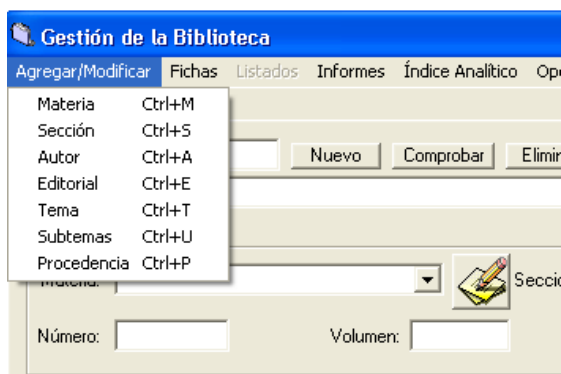 Gestión de la Biblioteca
Agregar/Modificar Fichas Listados Informes Índice Analítico
Materia Ctrl+M
Sección Ctrl+S
Autor Ctrl+A
Nuevo Comprobar
Editorial Ctrl+E
Tema Ctrl+T
Subtemas Ctrl+U
Procedencia Ctrl+P
Materia:
Número: Volumen: